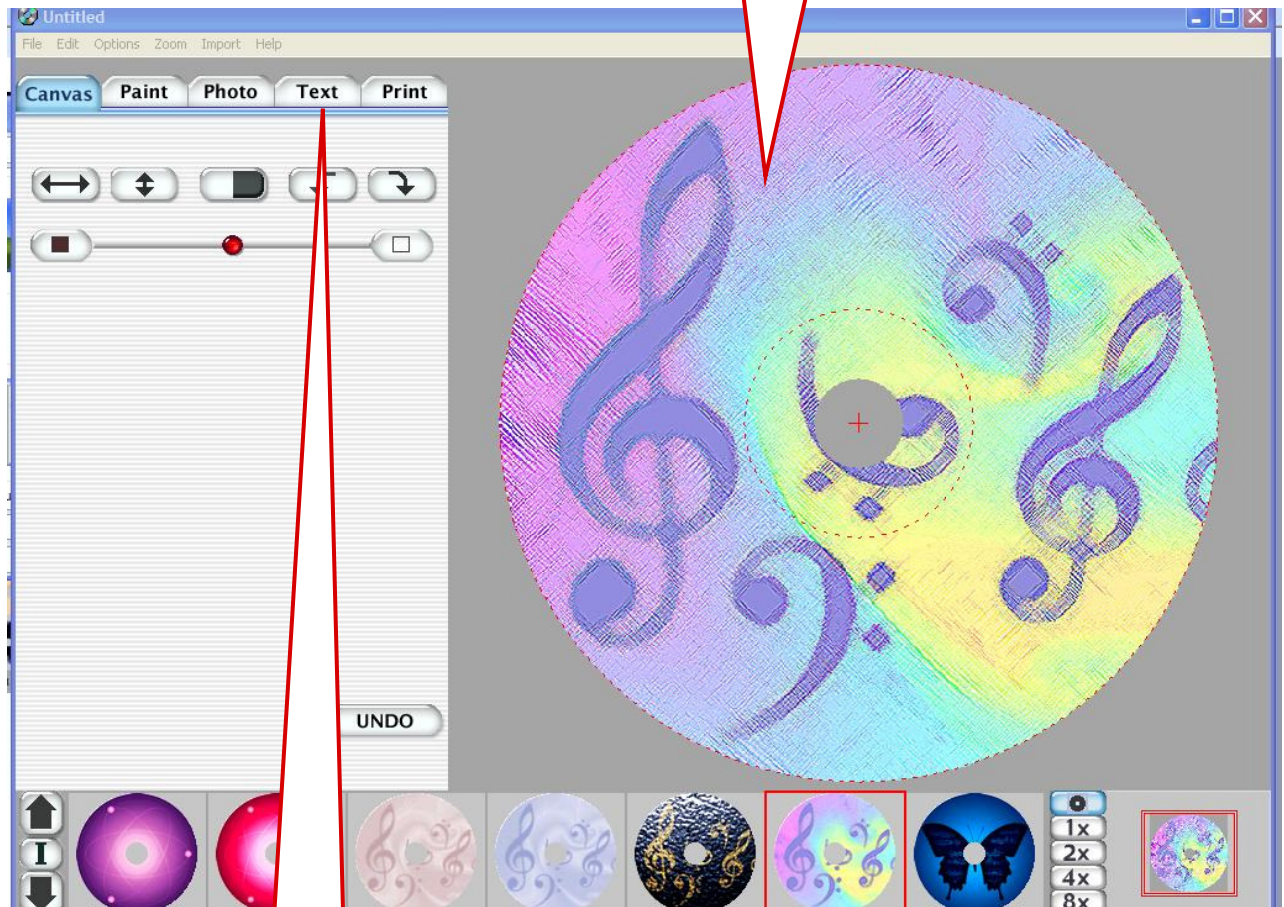 Untitled
File Edit Options Zoom Import Help
Canvas Paint Photo Text Print
UNDO
I
1x
2x
4x
8x